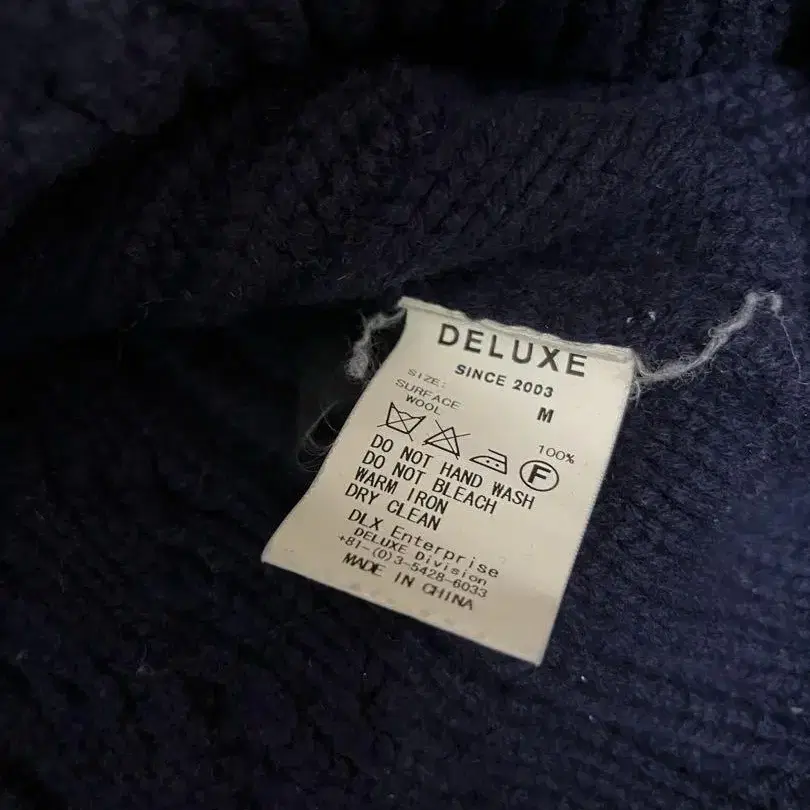 DELUXE
SINCE 2003
SIZE: M
SURFACE
WOOL 100%
F
DO NOT HAND WASH
DO NOT BLEACH
WARM IRON
DRY CLEAN
DLX Enterprise
DELUXE Division
+81-(0)3-5428-6033
MADE IN CHINA